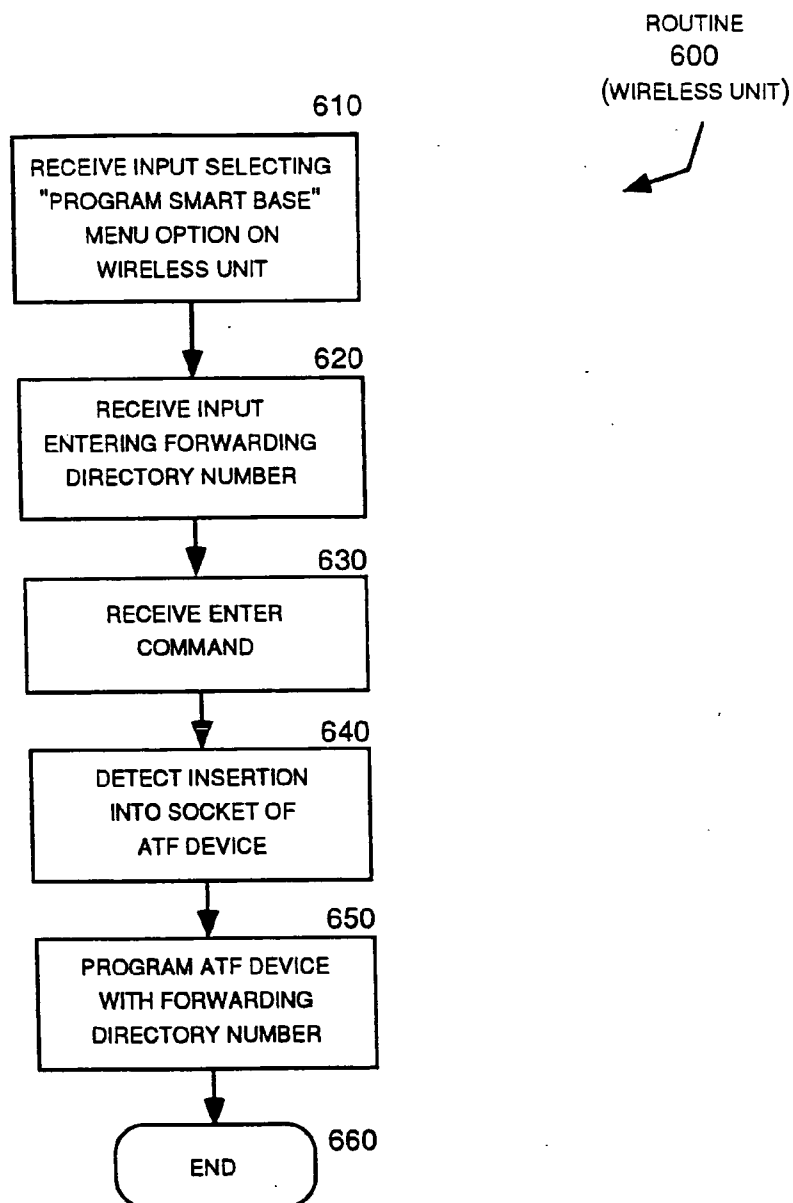 ROUTINE
600
(WIRELESS UNIT)
610
RECEIVE INPUT SELECTING
"PROGRAM SMART BASE"
MENU OPTION ON
WIRELESS UNIT
620
RECEIVE INPUT
ENTERING FORWARDING
DIRECTORY NUMBER
630
RECEIVE ENTER
COMMAND
640
DETECT INSERTION
INTO SOCKET OF
ATF DEVICE
650
PROGRAM ATF DEVICE
WITH FORWARDING
DIRECTORY NUMBER
660
END